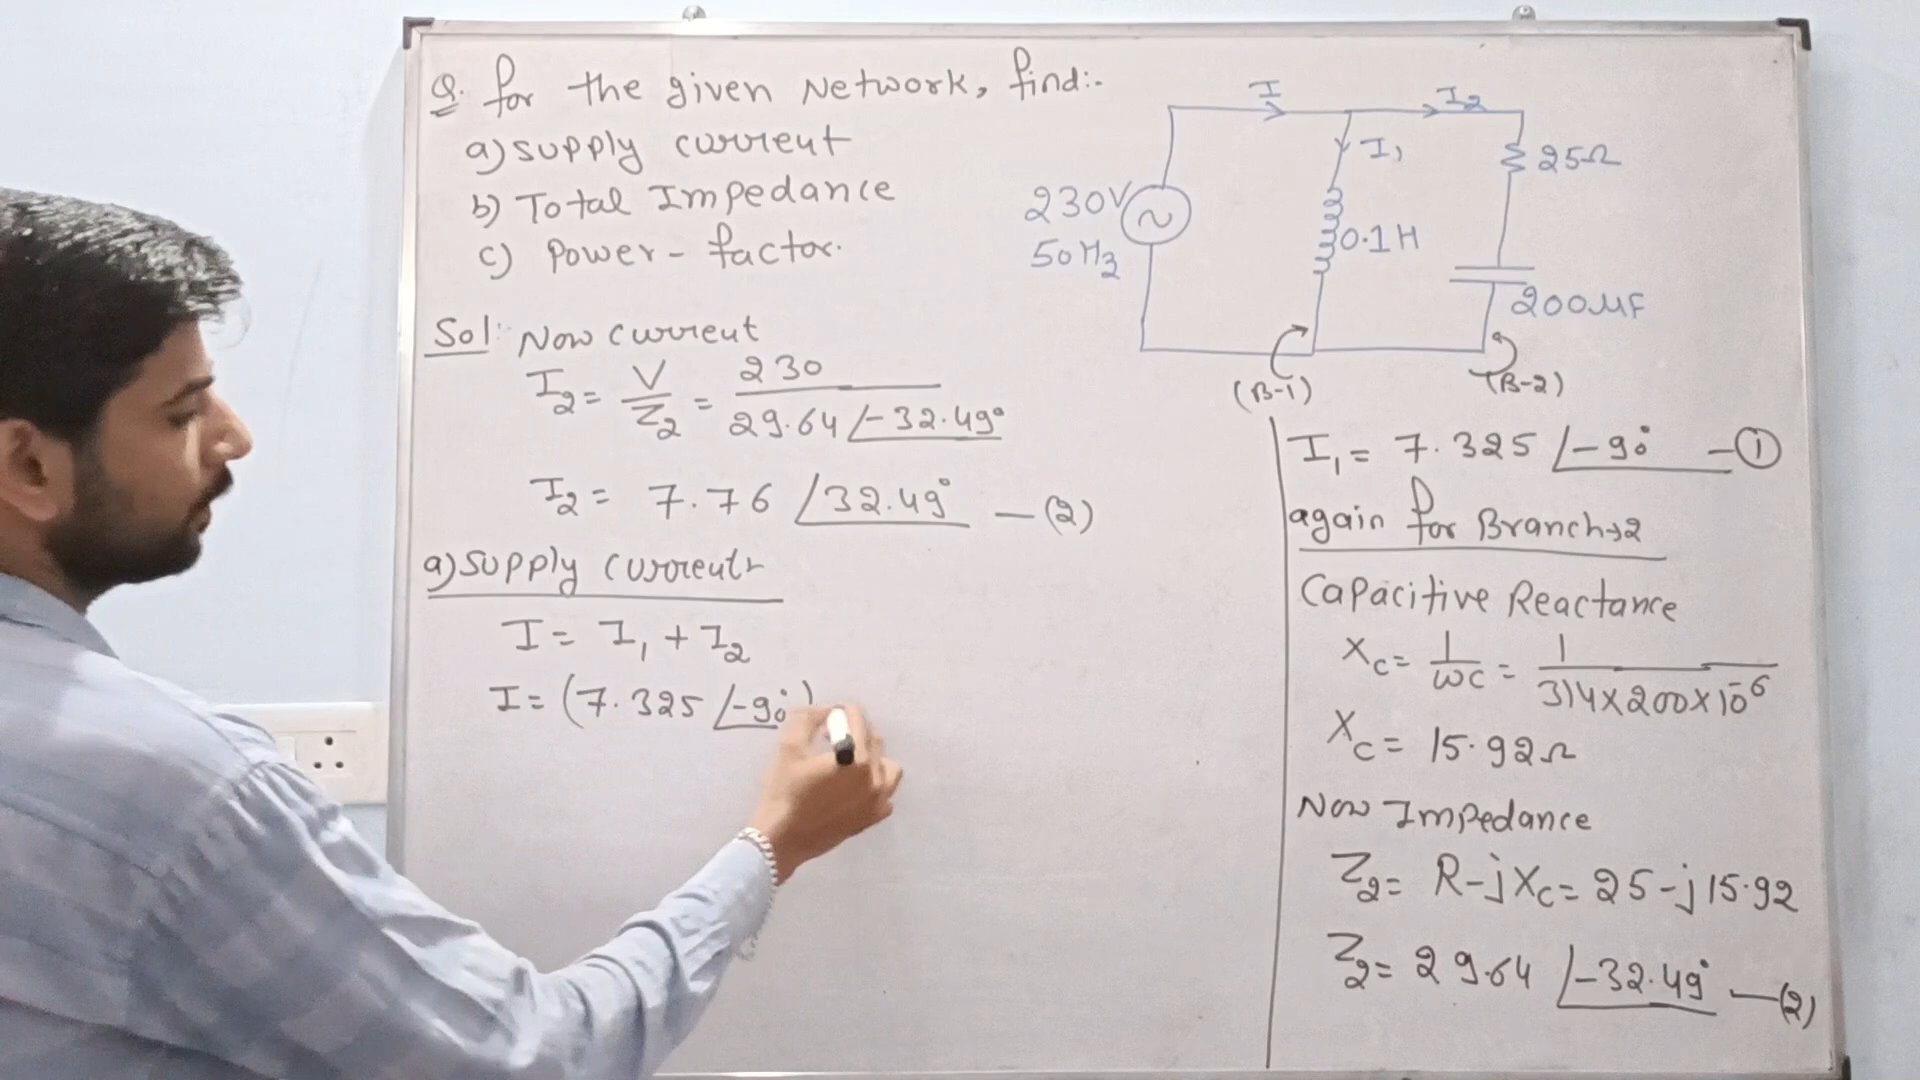 Q. for the given Network, find:-
a) supply current
b) Total Impedance
c) Power - factor.
I
I2
I1
25Ω
230V
50Hz
0.1H
200μF
(B-1)
(B-2)
Sol: Now current
I2 = V/Z2 = 230/29.64∠-32.49°
I2 = 7.76 ∠32.49° —(2)
a) supply current
I = I1 + I2
I = (7.325 ∠-90°)
I1 = 7.325 ∠-90° —①
again for Branch→2
Capacitive Reactance
Xc = 1/ωC = 1/314×200×10⁻⁶
Xc = 15.92Ω
Now Impedance
Z2 = R-jXc = 25-j15.92
Z2 = 29.64 ∠-32.49° —(2)